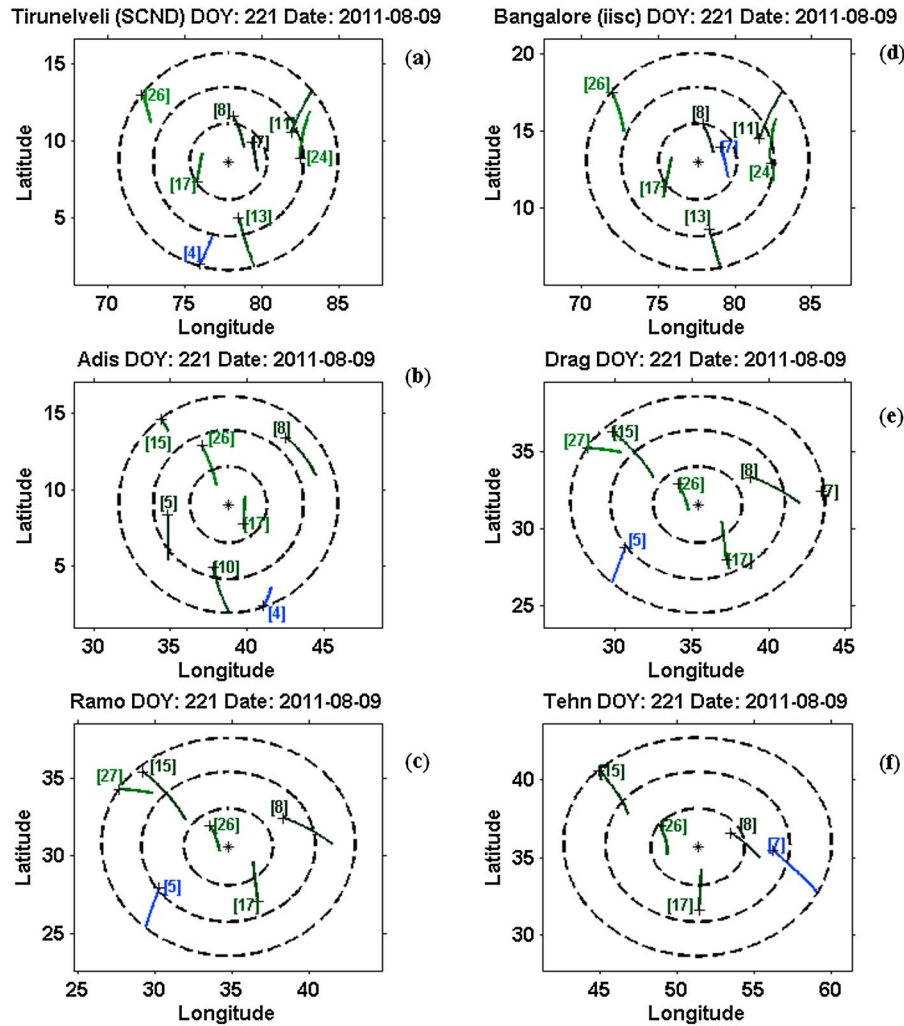 Tirunelveli (SCND) DOY: 221 Date: 2011-08-09
(a)
15
10
5
Latitude
[26]
[8]
[7]
[11]
[24]
[17]
[13]
[4]
70 75 80 85
Longitude
Bangalore (iisc) DOY: 221 Date: 2011-08-09
(d)
20
15
10
Latitude
[26]
[8]
[11]
[7]
[24]
[17]
[13]
70 75 80 85
Longitude
Adis DOY: 221 Date: 2011-08-09
(b)
15
10
5
Latitude
[15]
[26]
[8]
[5]
[17]
[10]
[4]
30 35 40 45
Longitude
Drag DOY: 221 Date: 2011-08-09
(e)
35
30
25
Latitude
[27]
[15]
[8]
[7]
[26]
[5]
[17]
30 35 40 45
Longitude
Ramo DOY: 221 Date: 2011-08-09
(c)
35
30
25
Latitude
[27]
[15]
[8]
[26]
[5]
[17]
25 30 35 40
Longitude
Tehn DOY: 221 Date: 2011-08-09
(f)
40
35
30
Latitude
[15]
[26]
[8]
[7]
[17]
45 50 55 60
Longitude